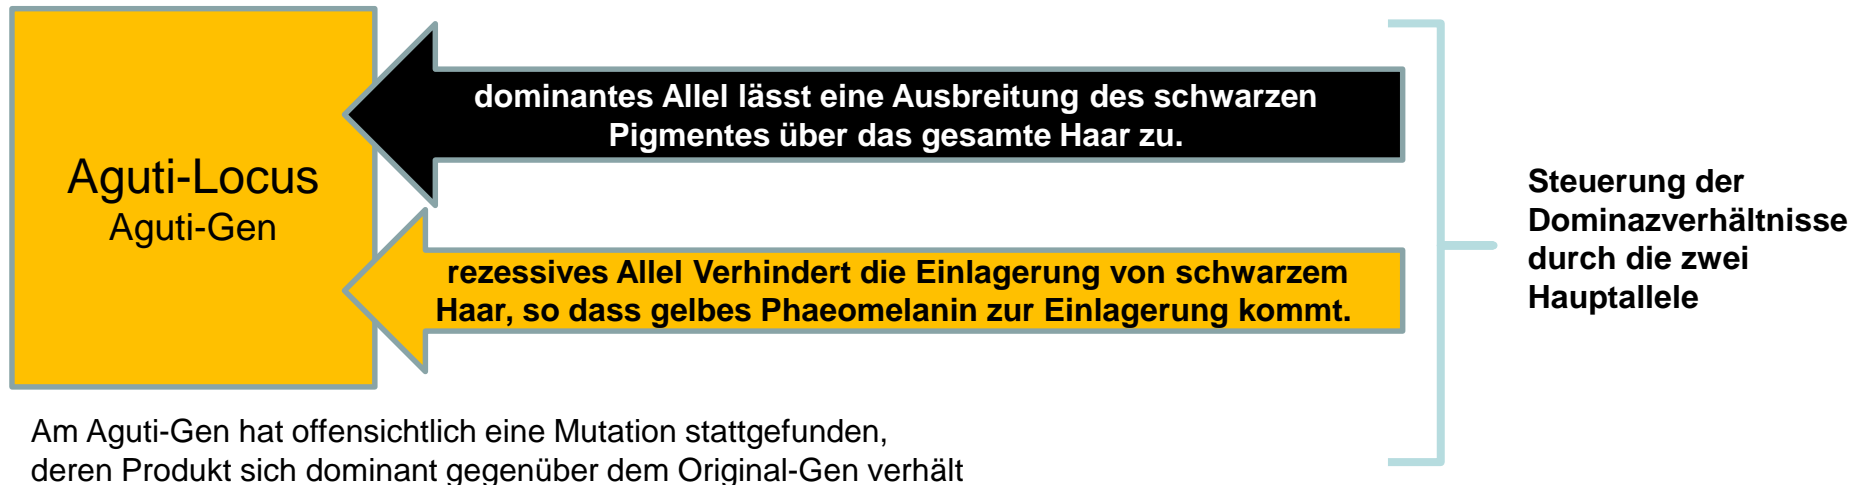 Aguti-Locus
Aguti-Gen
dominantes Allel lässt eine Ausbreitung des schwarzen
Pigmentes über das gesamte Haar zu.
rezessives Allel Verhindert die Einlagerung von schwarzem
Haar, so dass gelbes Phaeomelanin zur Einlagerung kommt.
Steuerung der
Dominazverhältnisse
durch die zwei
Hauptallele
Am Aguti-Gen hat offensichtlich eine Mutation stattgefunden,
deren Produkt sich dominant gegenüber dem Original-Gen verhält